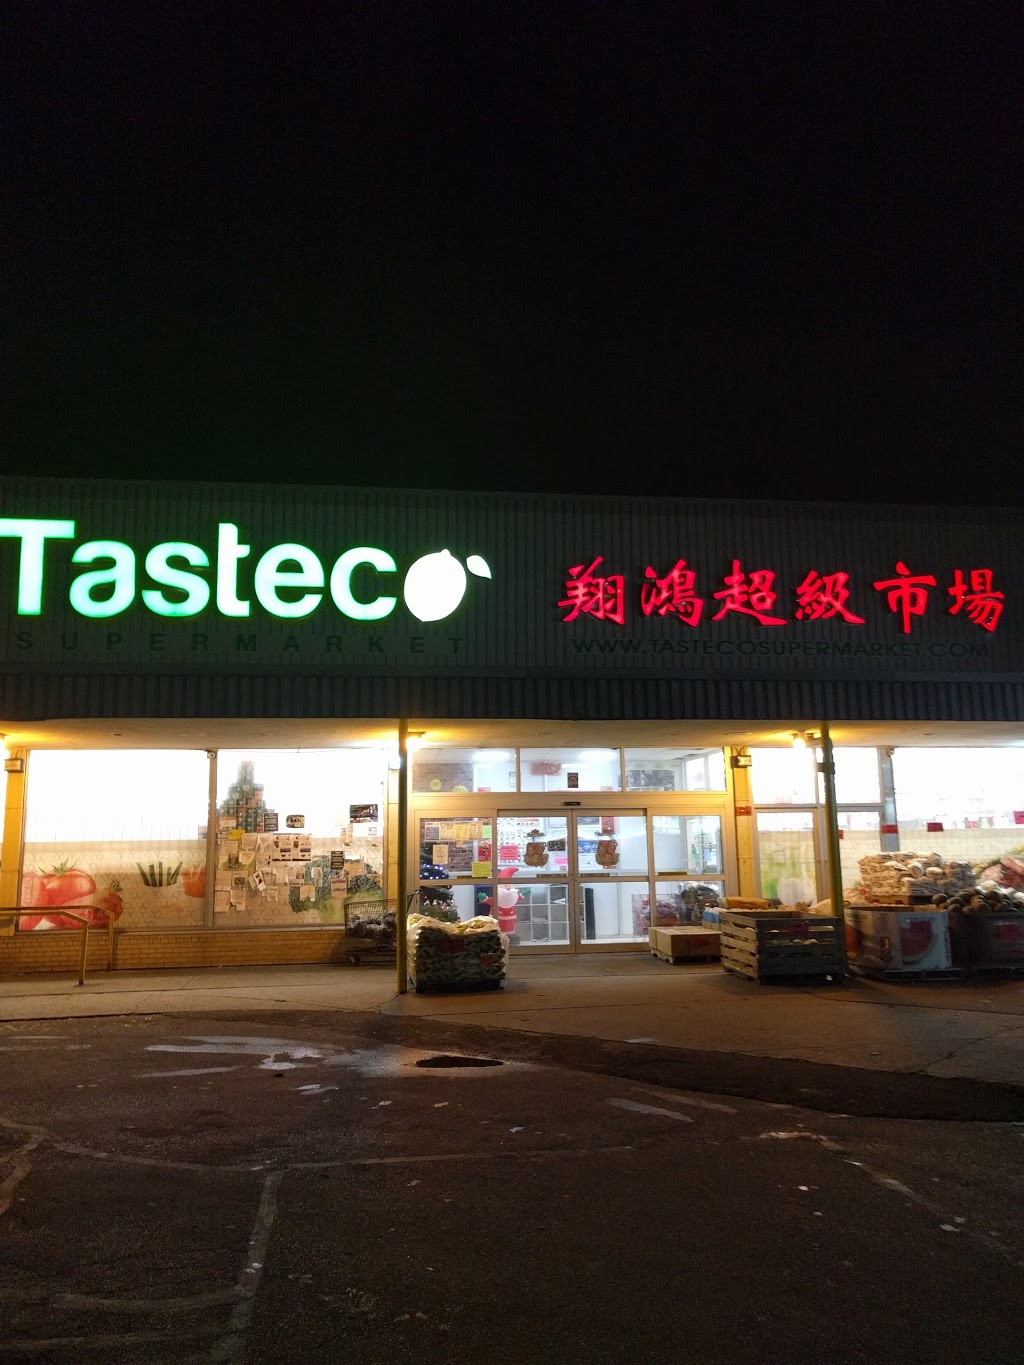 Tasteco
SUPERMARKET
翔鴻超級市場
WWW.TASTECOSUPERMARKET.COM